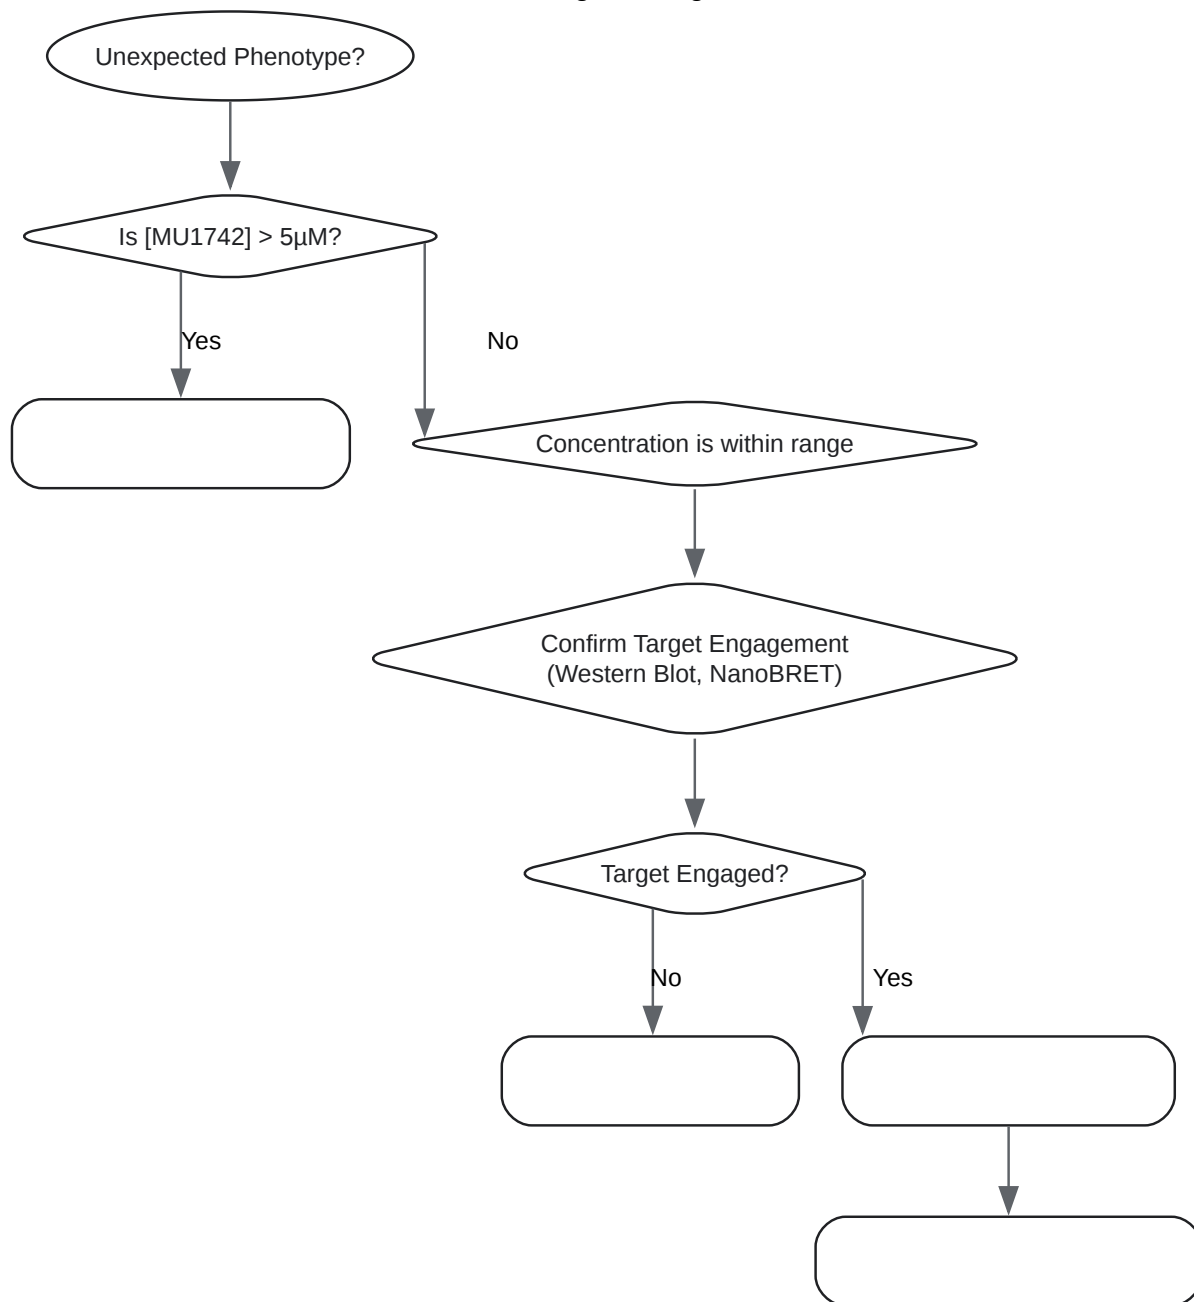 Unexpected Phenotype?
Is [MU1742] > 5µM?
Yes
No
Concentration is within range
Confirm Target Engagement
(Western Blot, NanoBRET)
Target Engaged?
No
Yes